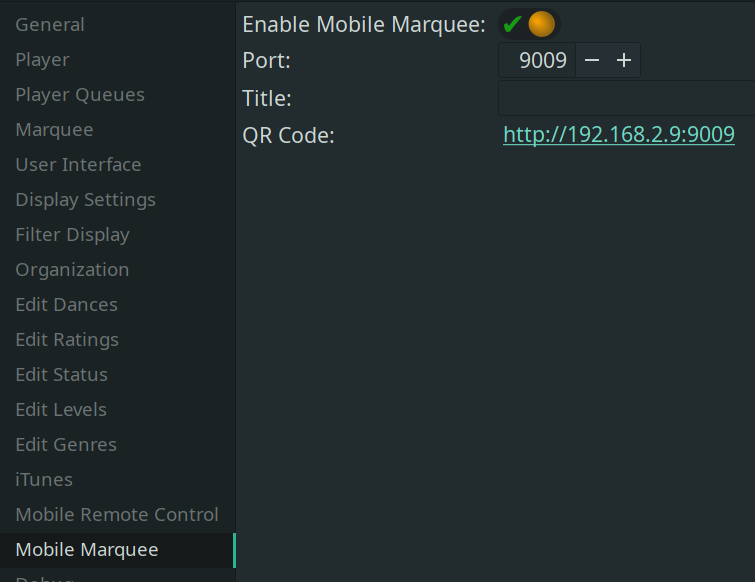 General
Player
Player Queues
Marquee
User Interface
Display Settings
Filter Display
Organization
Edit Dances
Edit Ratings
Edit Status
Edit Levels
Edit Genres
iTunes
Mobile Remote Control
Mobile Marquee
Debug
Enable Mobile Marquee:
Port: 9009
Title:
QR Code: http://192.168.2.9:9009